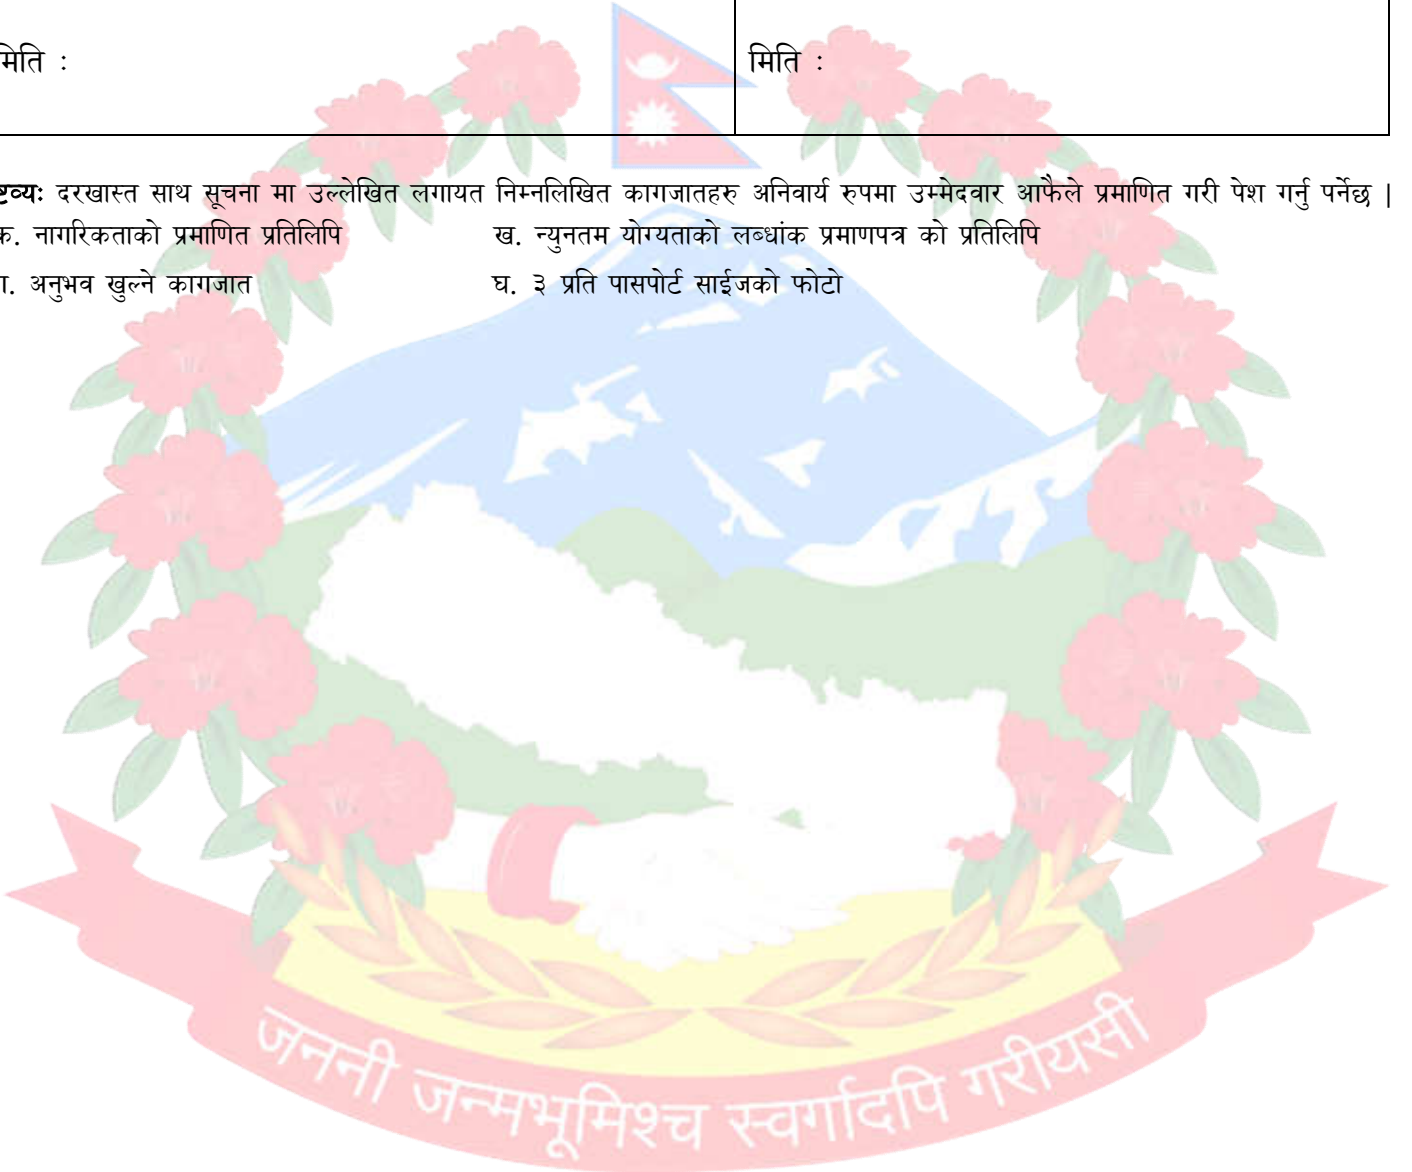 मिति :
मिति :
ष्टव्यः दरखास्त साथ सूचना मा उल्लेखित लगायत निम्नलिखित कागजातहरु अनिवार्य रुपमा उम्मेदवार आफैले प्रमाणित गरी पेश गर्नु पर्नेछ |
क. नागरिकताको प्रमाणित प्रतिलिपि ख. न्युनतम योग्यताको लब्धांक प्रमाणपत्र को प्रतिलिपि
ग. अनुभव खुल्ने कागजात घ. ३ प्रति पासपोर्ट साईजको फोटो
जननी जन्मभूमिश्च स्वर्गादपि गरीयसी